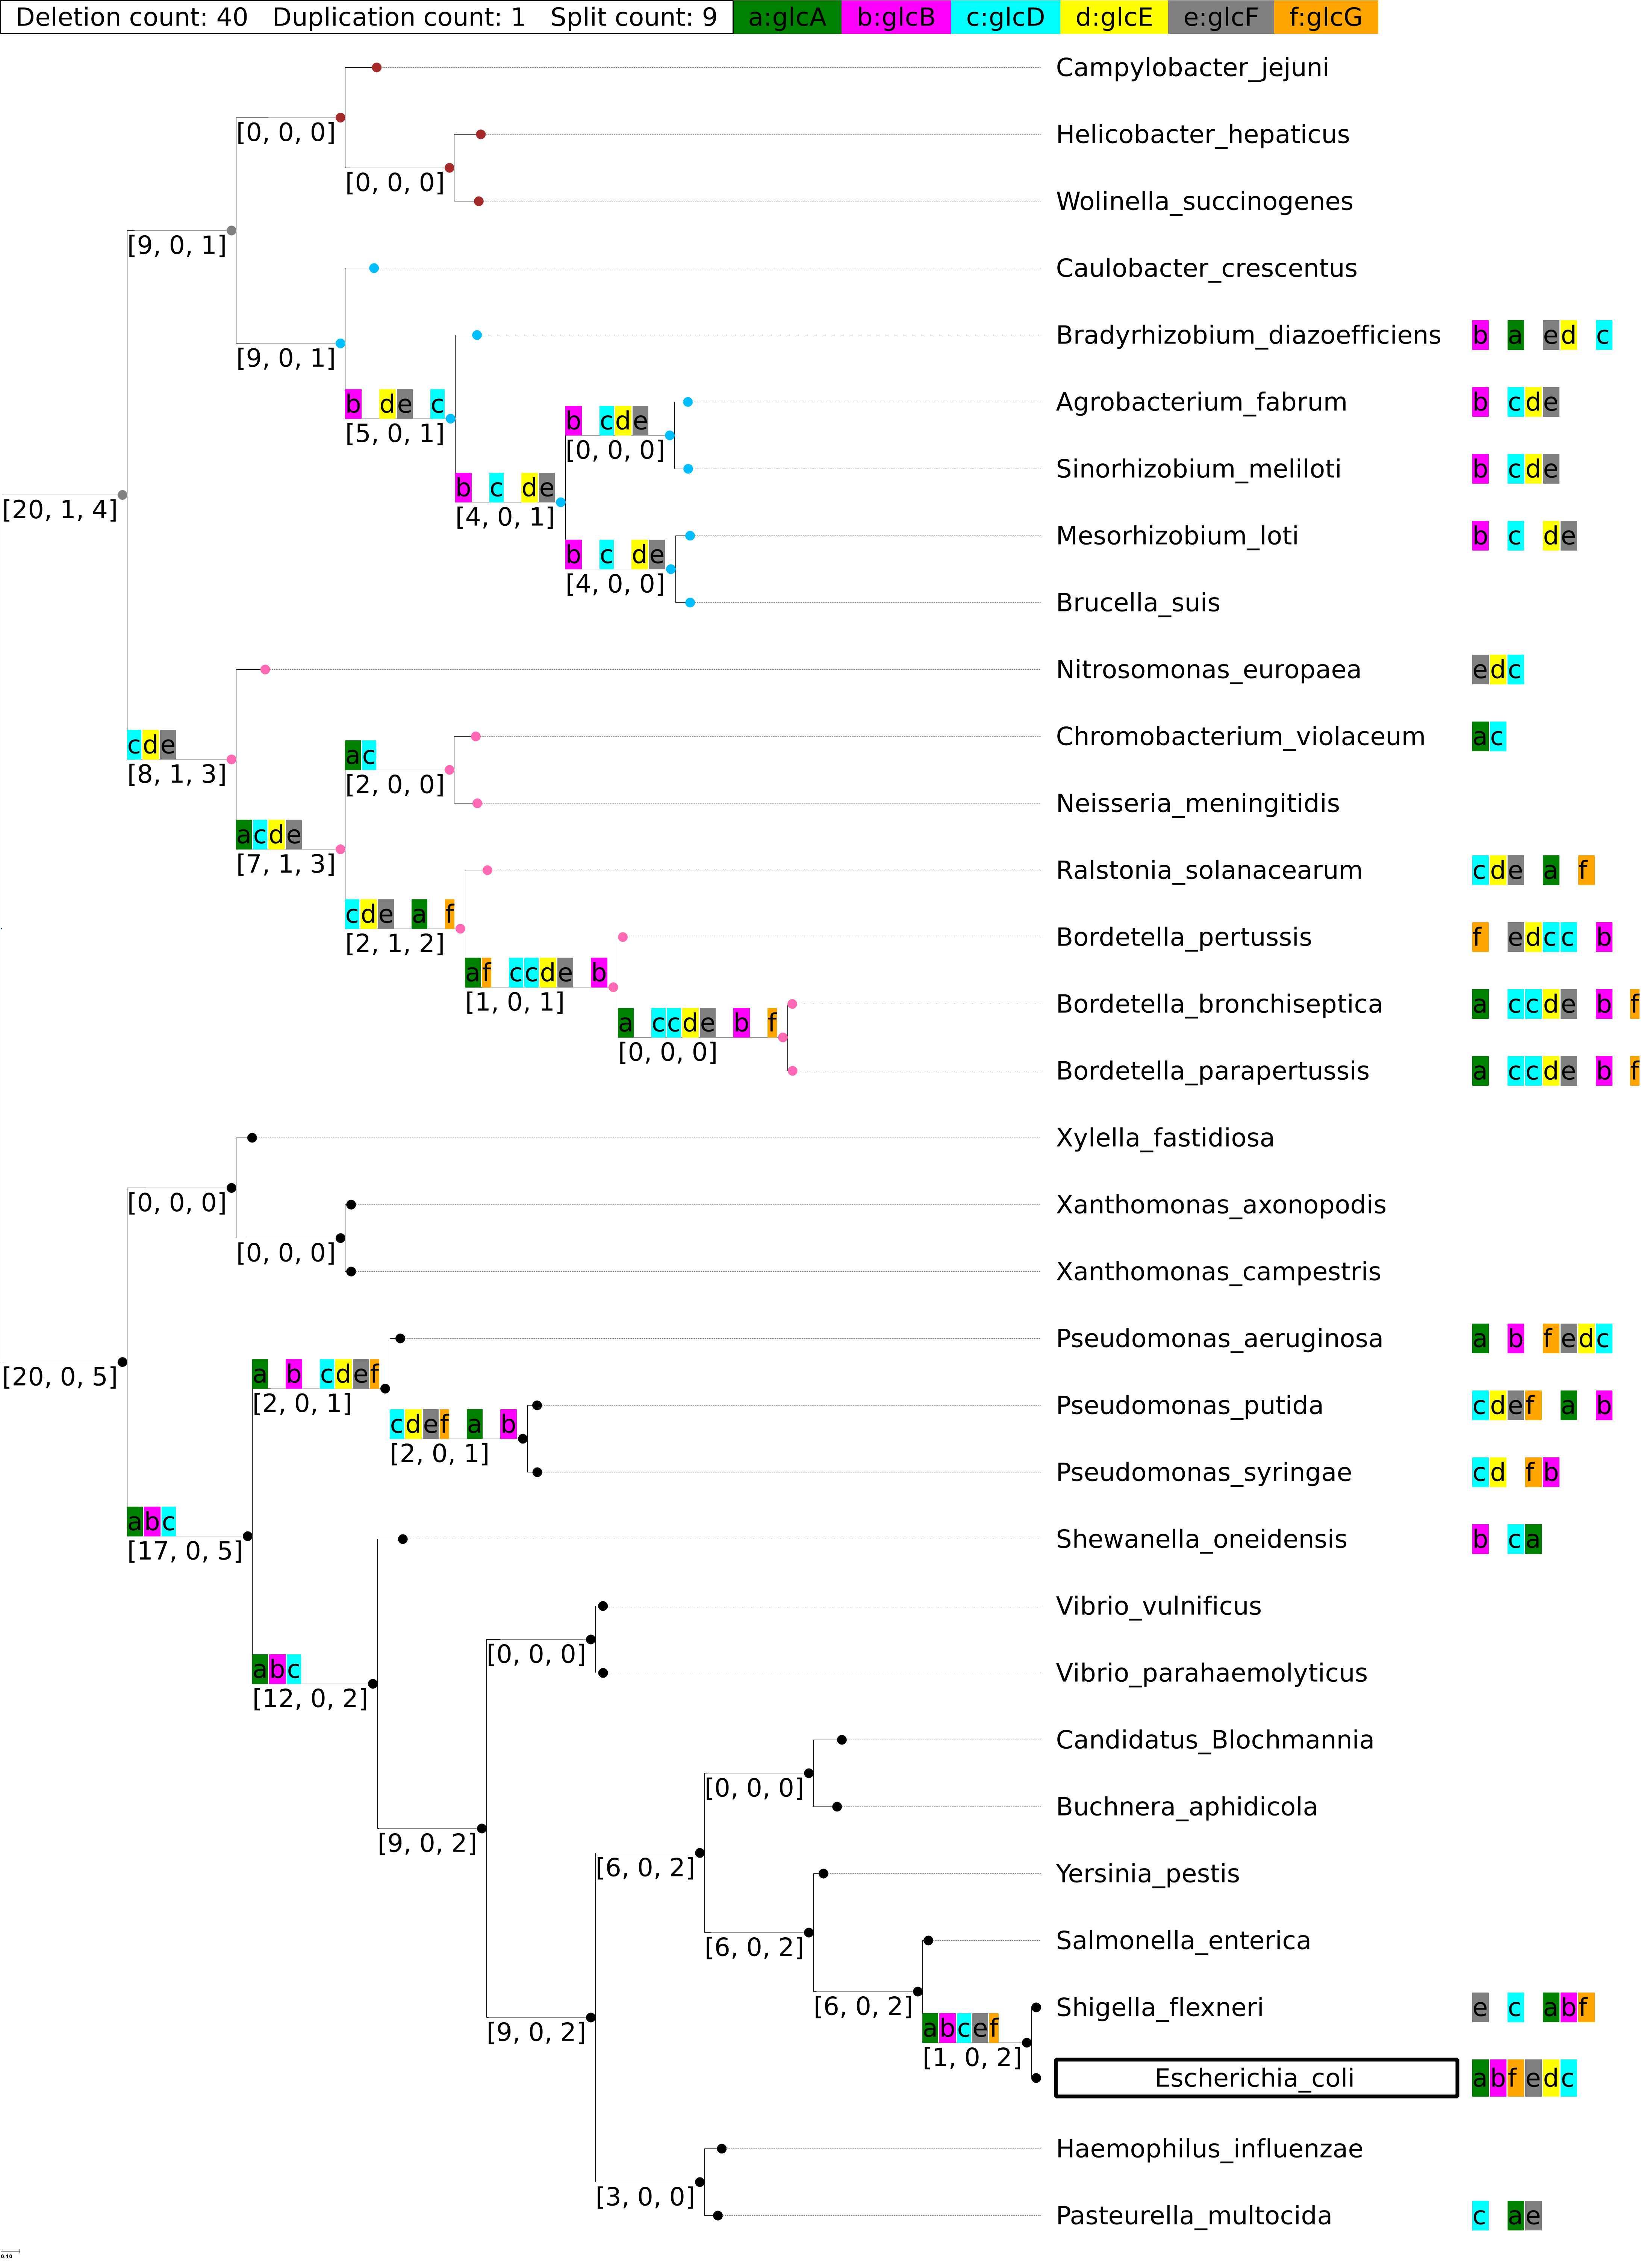 Deletion count: 40 Duplication count: 1 Split count: 9 a:glcA b:glcB c:glcD d:glcE e:glcF f:glcG
Campylobacter_jejuni
[0, 0, 0]
Helicobacter_hepaticus
[0, 0, 0]
Wolinella_succinogenes
[9, 0, 1]
Caulobacter_crescentus
Bradyrhizobium_diazoefficiens b a ed c
[9, 0, 1]
b de c
[5, 0, 1]
Agrobacterium_fabrum b cde
b cde
[0, 0, 0]
Sinorhizobium_meliloti b cde
b c de
[4, 0, 1]
[20, 1, 4]
Mesorhizobium_loti b c de
b c de
[4, 0, 0]
Brucella_suis
Nitrosomonas_europaea edc
Chromobacterium_violaceum ac
cde
[8, 1, 3]
ac
[2, 0, 0]
Neisseria_meningitidis
acde
[7, 1, 3]
Ralstonia_solanacearum cde a f
cde a f
[2, 1, 2]
Bordetella_pertussis f edcc b
af ccde b
[1, 0, 1]
Bordetella_bronchiseptica a ccde b f
a ccde b f
[0, 0, 0]
Bordetella_parapertussis a ccde b f
Xylella_fastidiosa
[0, 0, 0]
Xanthomonas_axonopodis
[0, 0, 0]
Xanthomonas_campestris
Pseudomonas_aeruginosa a b fedc
[20, 0, 5]
a b cdef
[2, 0, 1]
Pseudomonas_putida cdef a b
cdef a b
[2, 0, 1]
Pseudomonas_syringae cd fb
abc
[17, 0, 5]
Shewanella_oneidensis b ca
Vibrio_vulnificus
[0, 0, 0]
Vibrio_parahaemolyticus
abc
[12, 0, 2]
Candidatus_Blochmannia
[0, 0, 0]
Buchnera_aphidicola
[9, 0, 2]
[6, 0, 2]
Yersinia_pestis
Salmonella_enterica
[6, 0, 2]
[6, 0, 2]
Shigella_flexneri e c abf
abcef
[1, 0, 2]
[9, 0, 2]
Escherichia_coli abfedc
Haemophilus_influenzae
[3, 0, 0]
Pasteurella_multocida c ae
0.10